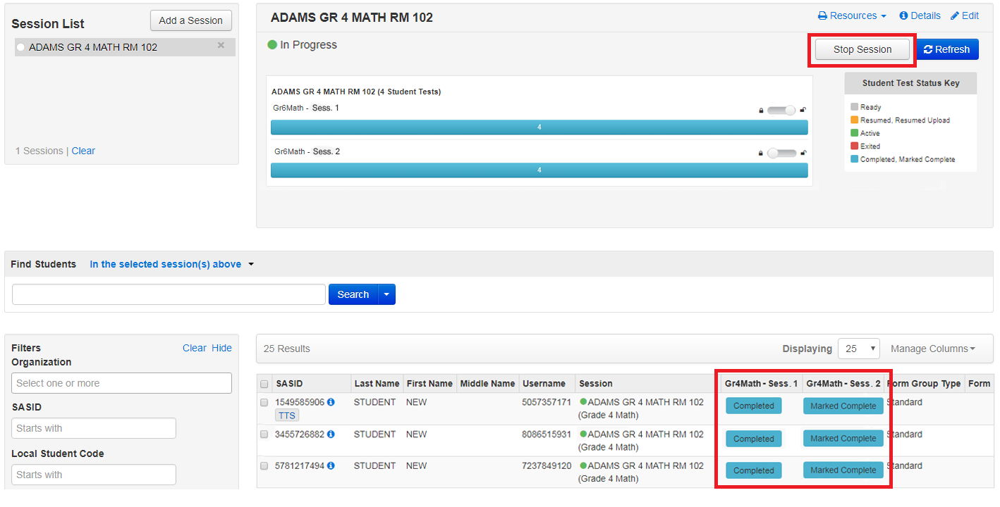 Session List
Add a Session
ADAMS GR 4 MATH RM 102
1 Sessions | Clear
ADAMS GR 4 MATH RM 102
Resources
Details
Edit
In Progress
Stop Session
Refresh
ADAMS GR 4 MATH RM 102 (4 Student Tests)
Gr6Math - Sess. 1
4
Gr6Math - Sess. 2
4
Student Test Status Key
Ready
Resumed, Resumed Upload
Active
Exited
Completed, Marked Complete
Find Students In the selected session(s) above
Search
Filters Clear Hide
Organization
Select one or more
SASID
Starts with
Local Student Code
Starts with
25 Results Displaying 25 Manage Columns
SASID Last Name First Name Middle Name Username Session Gr4Math - Sess. 1 Gr4Math - Sess. 2 Form Group Type Form
1549585906 STUDENT NEW 5057357171 ADAMS GR 4 MATH RM 102 Completed Marked Complete Standard
TTS (Grade 4 Math)
3455726882 STUDENT NEW 8086515931 ADAMS GR 4 MATH RM 102 Completed Marked Complete Standard
(Grade 4 Math)
5781217494 STUDENT NEW 7237849120 ADAMS GR 4 MATH RM 102 Completed Marked Complete Standard
(Grade 4 Math)